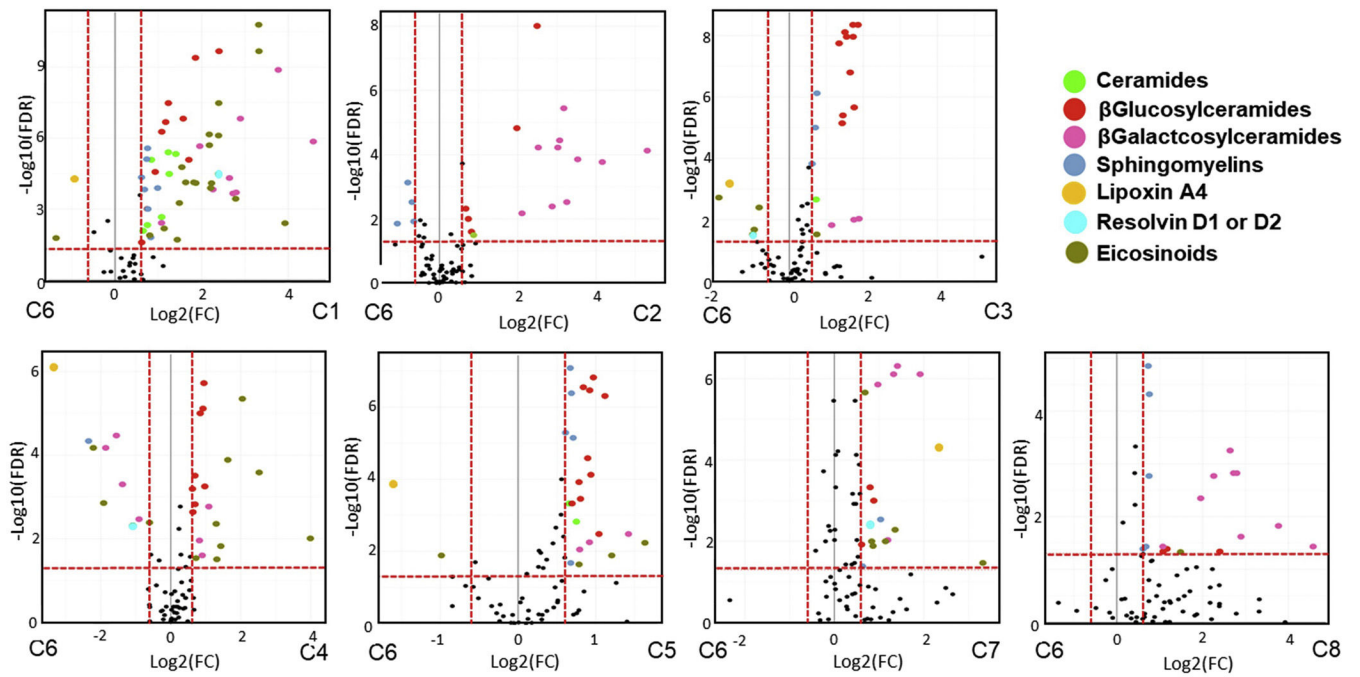 -Log10(FDR)
9
6
3
0
0
2
4
C6
Log2(FC)
C1
-Log10(FDR)
8
6
4
2
0
0
2
4
C6
Log2(FC)
C2
-Log10(FDR)
8
6
4
2
0
-2
0
2
4
C6
Log2(FC)
C3
Ceramides
βGlucosylceramides
βGalactcosylceramides
Sphingomyelins
Lipoxin A4
Resolvin D1 or D2
Eicosinoids
-Log10(FDR)
6
4
2
0
-2
0
2
4
C6
Log2(FC)
C4
-Log10(FDR)
6
4
2
0
-1
0
1
C6
Log2(FC)
C5
-Log10(FDR)
6
4
2
0
-2
0
2
C6
Log2(FC)
C7
-Log10(FDR)
4
2
0
0
2
4
C6
Log2(FC)
C8